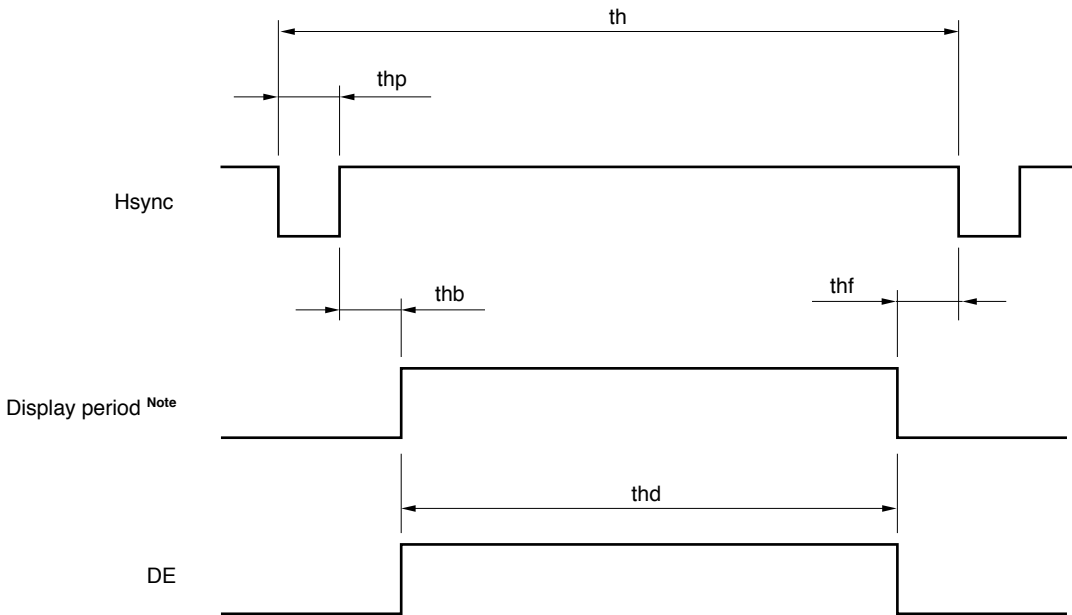 th
thp
Hsync
thb
thf
Display period Note
thd
DE